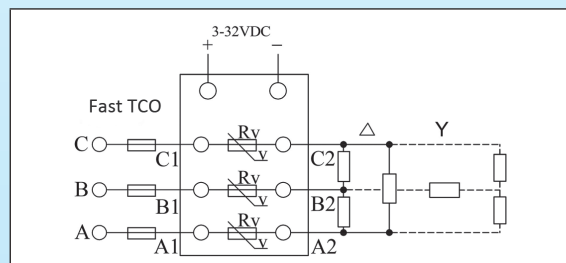 3-32VDC
+ −
Fast TCO
△ Y
C C1 Rv v C2
B B1 Rv v B2
A A1 Rv v A2